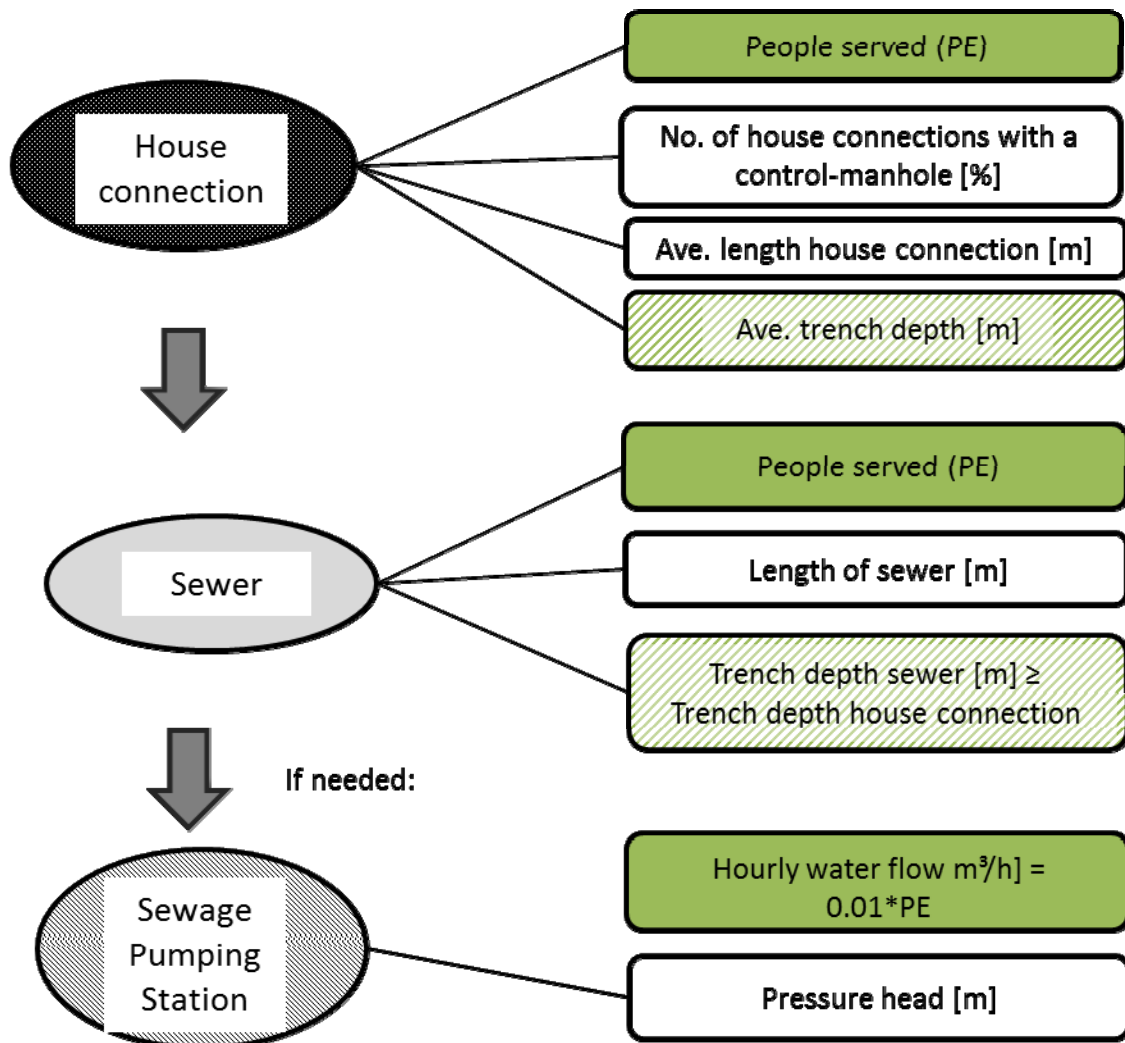 People served (PE)
House
connection
No. of house connections with a
control-manhole [%]
Ave. length house connection [m]
Ave. trench depth [m]
People served (PE)
Sewer
Length of sewer [m]
Trench depth sewer [m] ≥
Trench depth house connection
If needed:
Sewage
Pumping
Station
Hourly water flow m³/h] =
0.01*PE
Pressure head [m]